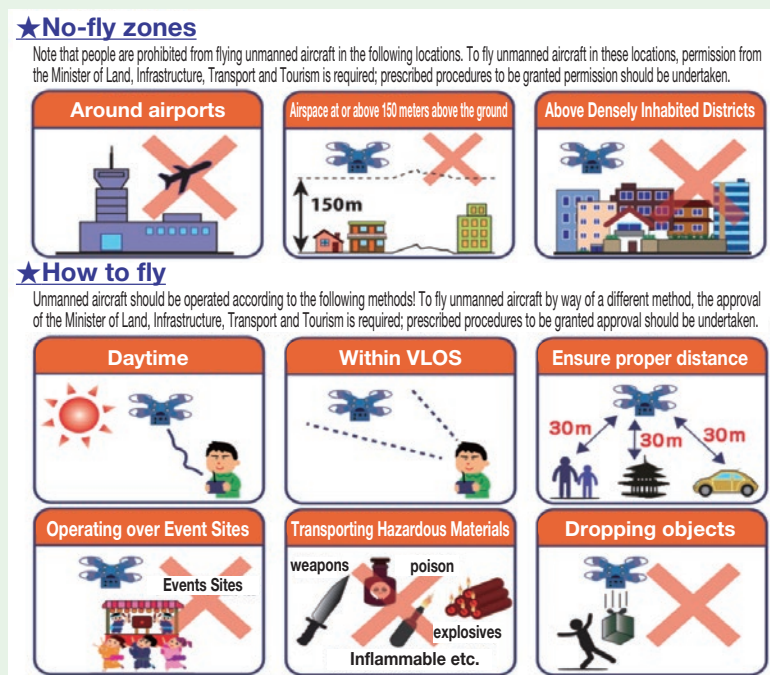 ★No-fly zones
Note that people are prohibited from flying unmanned aircraft in the following locations. To fly unmanned aircraft in these locations, permission from
the Minister of Land, Infrastructure, Transport and Tourism is required; prescribed procedures to be granted permission should be undertaken.
Around airports
Airspace at or above 150 meters above the ground
150m
Above Densely Inhabited Districts
★How to fly
Unmanned aircraft should be operated according to the following methods! To fly unmanned aircraft by way of a different method, the approval
of the Minister of Land, Infrastructure, Transport and Tourism is required; prescribed procedures to be granted approval should be undertaken.
Daytime
Within VLOS
Ensure proper distance
30m
30m
30m
Operating over Event Sites
Events Sites
Transporting Hazardous Materials
weapons
poison
explosives
Inflammable etc.
Dropping objects